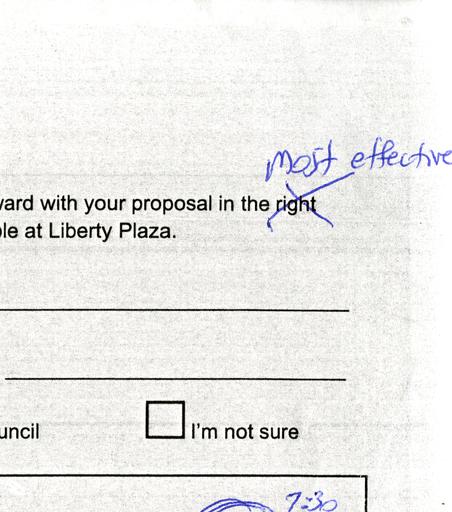 Most effective
ward with your proposal in the right
ple at Liberty Plaza.
uncil I'm not sure
7:30